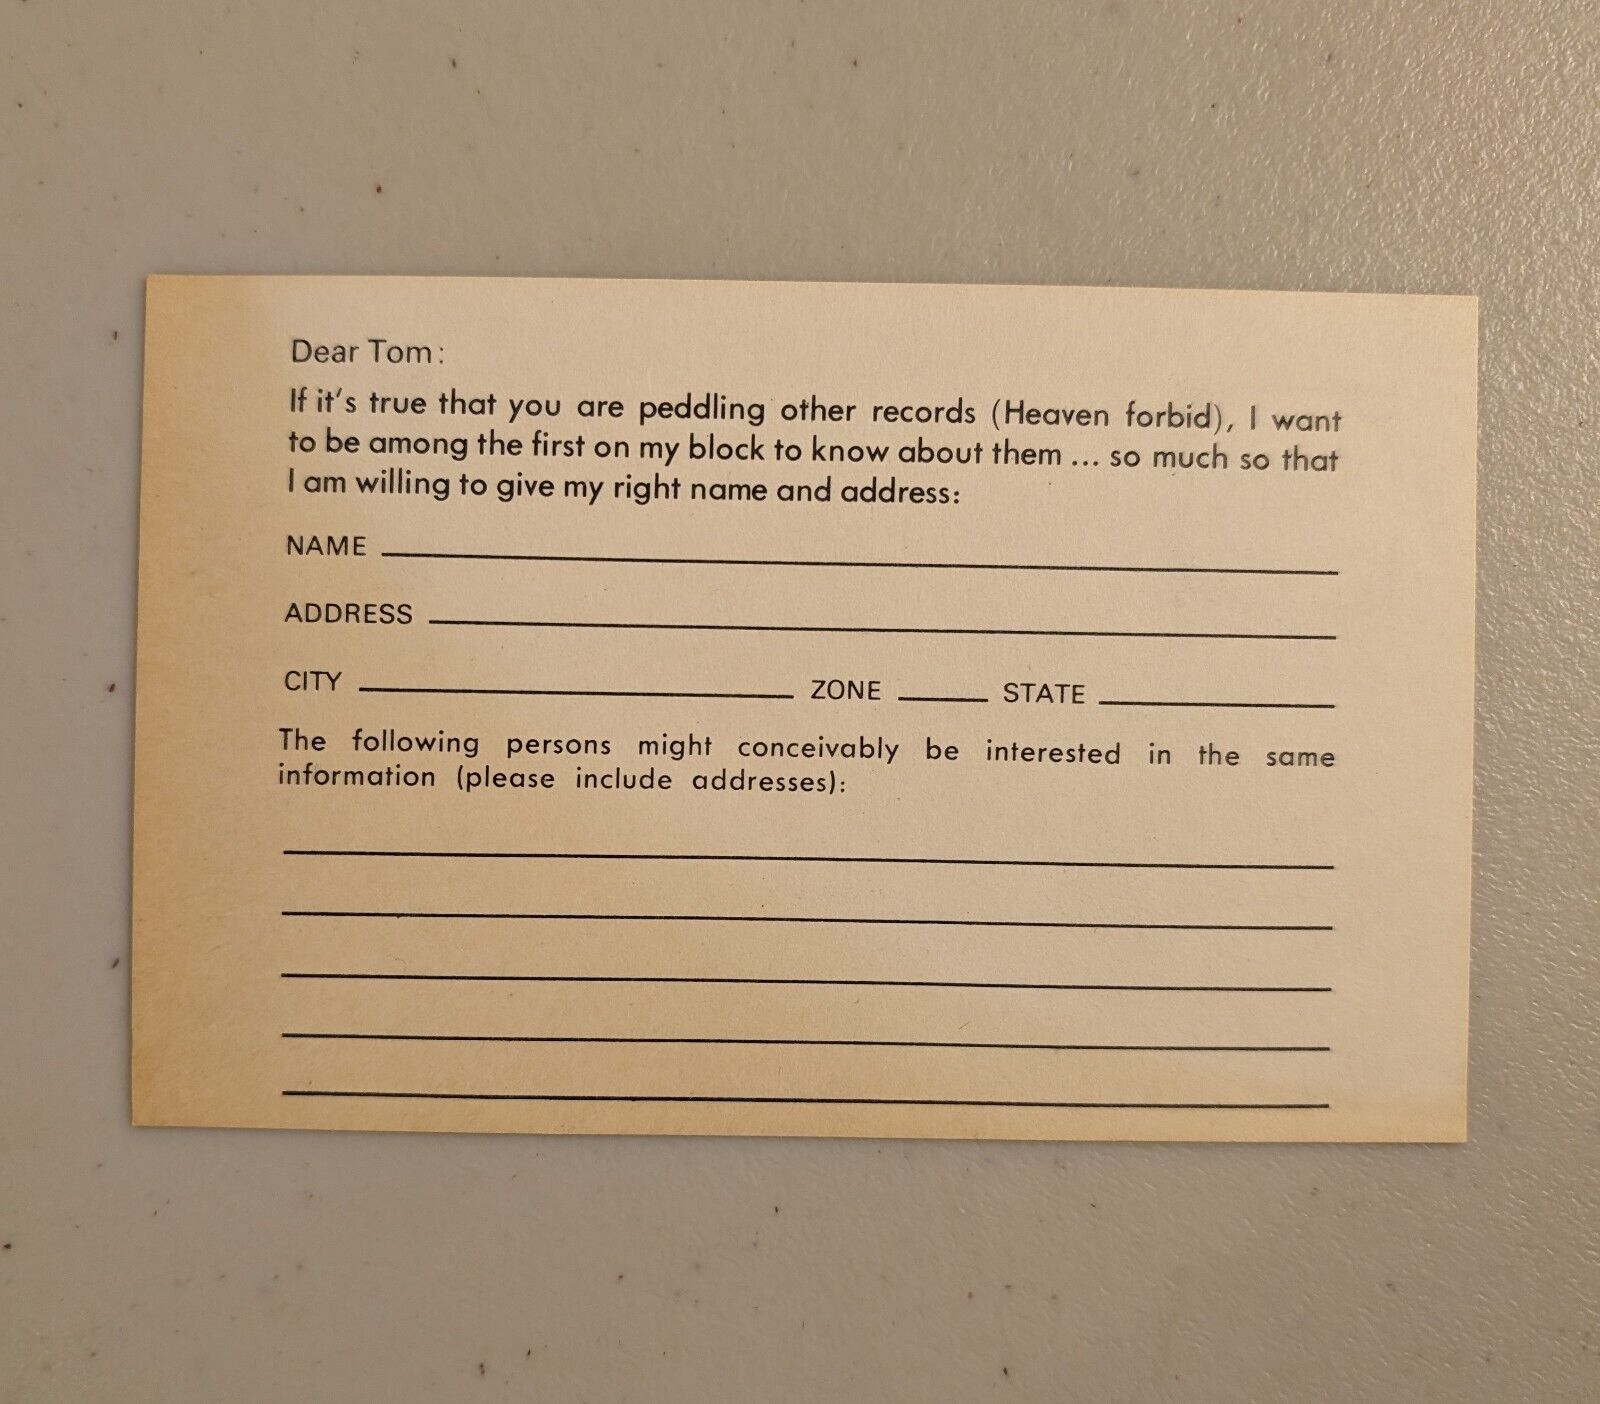 Dear Tom:
If it's true that you are peddling other records (Heaven forbid), I want
to be among the first on my block to know about them ... so much so that
I am willing to give my right name and address:
NAME
ADDRESS
CITY ZONE STATE
The following persons might conceivably be interested in the same
information (please include addresses):